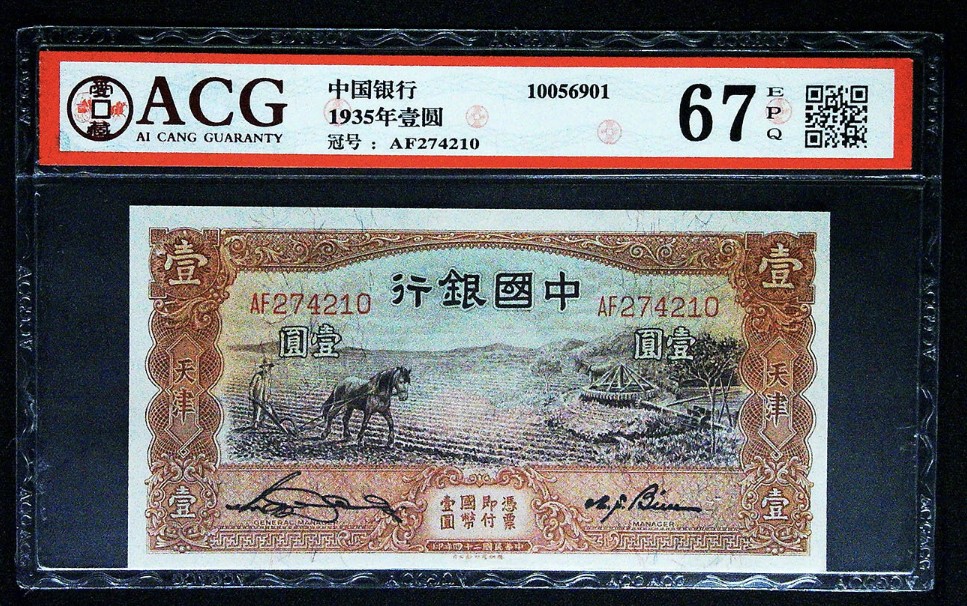 愛藏
ACG
AI CANG GUARANTY
中国银行
1935年壹圆
冠号 : AF274210
10056901
67
EPQ
壹
壹
行銀國中
AF274210
AF274210
圓壹
圓壹
天津
天津
壹
壹
憑票
即付
國幣
壹圓
GENERAL MANAGER
MANAGER
印年四十二國民華中